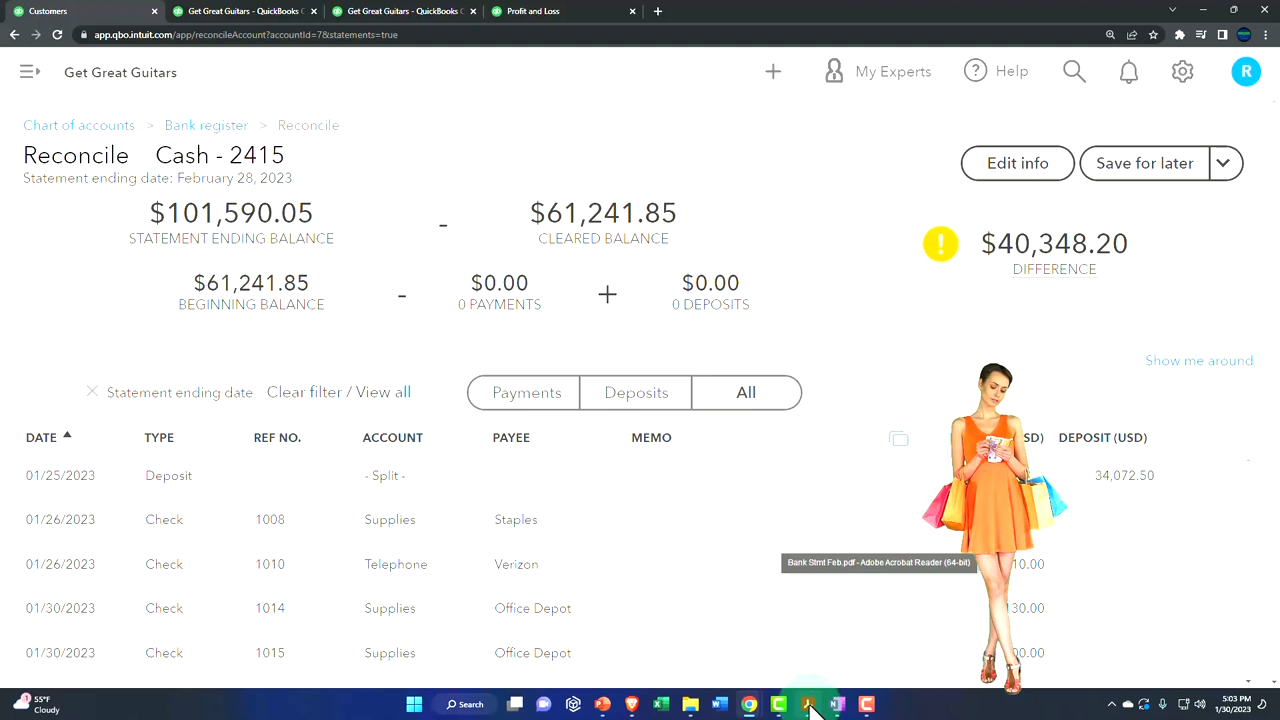 Customers
Get Great Guitars - QuickBooks C
Get Great Guitars - QuickBooks C
Profit and Loss
app.qbo.intuit.com/app/reconcileAccount?accountId=7&statements=true
Get Great Guitars
My Experts
Help
R
Chart of accounts > Bank register > Reconcile
Reconcile Cash - 2415
Statement ending date: February 28, 2023
Edit info
Save for later
$101,590.05 - $61,241.85
STATEMENT ENDING BALANCE CLEARED BALANCE
! $40,348.20
DIFFERENCE
$61,241.85 - $0.00 + $0.00
BEGINNING BALANCE 0 PAYMENTS 0 DEPOSITS
Show me around
Statement ending date Clear filter / View all Payments Deposits All
DATE TYPE REF NO. ACCOUNT PAYEE MEMO SD) DEPOSIT (USD)
01/25/2023 Deposit - Split - 34,072.50
01/26/2023 Check 1008 Supplies Staples
Bank Stmt Feb.pdf - Adobe Acrobat Reader (64-bit)
01/26/2023 Check 1010 Telephone Verizon 10.00
01/30/2023 Check 1014 Supplies Office Depot 30.00
01/30/2023 Check 1015 Supplies Office Depot 00.00
1
55°F
Cloudy
Search
5:03 PM
1/30/2023